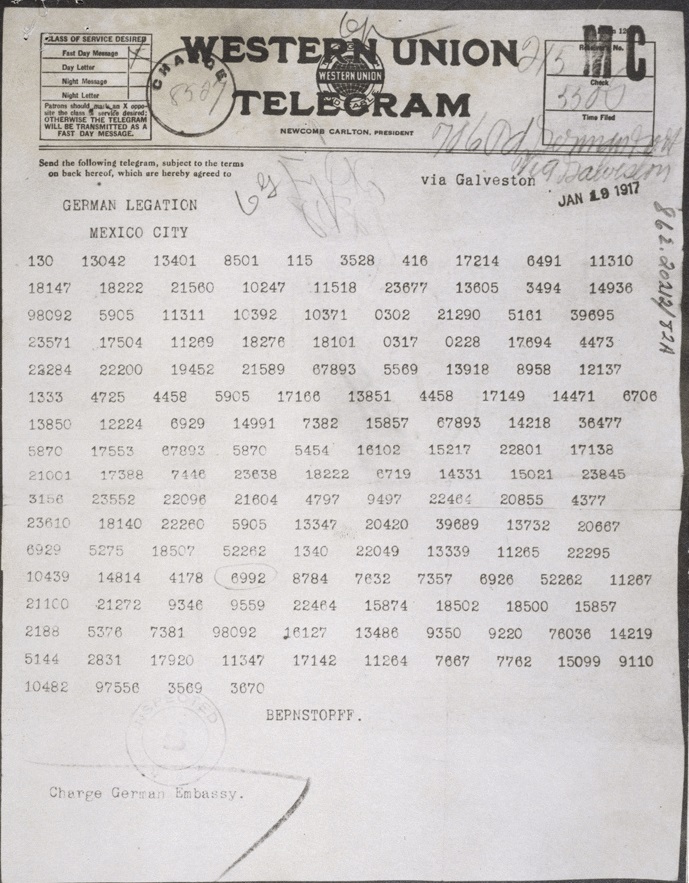 CLASS OF SERVICE DESIRED
Fast Day Message
Day Letter
Night Message
Night Letter
Patrons should mark an X oppo-
site the class of service desired;
OTHERWISE THE TELEGRAM
WILL BE TRANSMITTED AS A
FAST DAY MESSAGE.
CHARGE
WESTERN UNION
WESTERN UNION
TELEGRAM
NEWCOMB CARLTON, PRESIDENT
Receiver's No.
Check
Time Filed
Send the following telegram, subject to the terms
on back hereof, which are hereby agreed to
via Galveston
JAN 19 1917
GERMAN LEGATION
MEXICO CITY
130 13042 13401 8501 115 3528 416 17214 6491 11310
18147 18222 21560 10247 11518 23677 13605 3494 14936
98092 5905 11311 10392 10371 0302 21290 5161 39695
23571 17504 11269 18276 18101 0317 0228 17694 4473
22284 22200 19452 21589 67893 5569 13918 8958 12137
1333 4725 4458 5905 17166 13851 4458 17149 14471 6706
13850 12224 6929 14991 7382 15857 67893 14218 36477
5870 17553 67893 5870 5454 16102 15217 22801 17138
21001 17388 7446 23638 18222 6719 14331 15021 23845
3156 23552 22096 21604 4797 9497 22464 20855 4377
23610 18140 22260 5905 13347 20420 39689 13732 20667
6929 5275 18507 52262 1340 22049 13339 11265 22295
10439 14814 4178 6992 8784 7632 7357 6926 52262 11267
21100 21272 9346 9559 22464 15874 18502 18500 15857
2188 5376 7381 98092 16127 13486 9350 9220 76036 14219
5144 2831 17920 11347 17142 11264 7667 7762 15099 9110
10482 97556 3569 3670
BERNSTORFF.
Charge German Embassy.